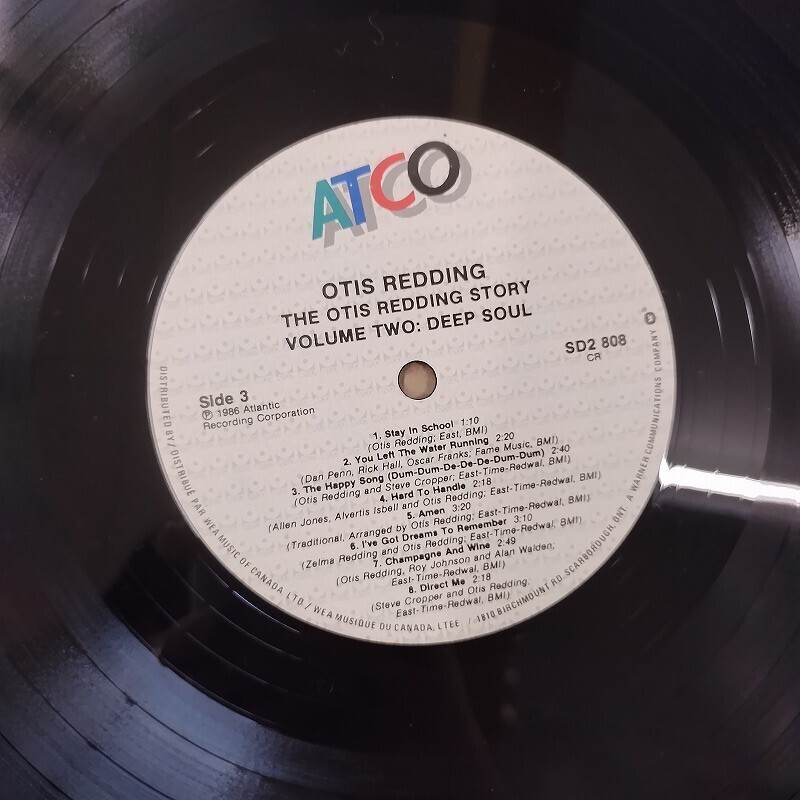 ATCO
OTIS REDDING
THE OTIS REDDING STORY
VOLUME TWO: DEEP SOUL
SD2 808
CR
Side 3
Ⓟ 1986 Atlantic
Recording Corporation
1. Stay In School 1:10
(Otis Redding; East, BMI)
2. You Left The Water Running 2:20
(Dan Penn, Rick Hall, Oscar Franks; Fame Music, BMI)
3. The Happy Song (Dum-Dum-De-De-De-Dum-Dum) 2:40
(Otis Redding and Steve Cropper; East-Time-Redwal, BMI)
4. Hard To Handle 2:18
(Allen Jones, Alvertis Isbell and Otis Redding; East-Time-Redwal, BMI)
5. Amen 3:20
(Traditional, Arranged by Otis Redding; East-Time-Redwal, BMI)
6. I've Got Dreams To Remember 3:10
(Zelma Redding and Otis Redding; East-Time-Redwal, BMI)
7. Champagne And Wine 2:49
(Otis Redding, Roy Johnson and Alan Walden;
East-Time-Redwal, BMI)
8. Direct Me 2:18
(Steve Cropper and Otis Redding,
East-Time-Redwal, BMI)
DISTRIBUTED BY / DISTRIBUÉ PAR WEA MUSIC OF CANADA, LTD / WEA MUSIQUE DU CANADA, LTEE / 1810 BIRCHMOUNT RD. SCARBOROUGH, ONT. A WARNER COMMUNICATIONS COMPANY